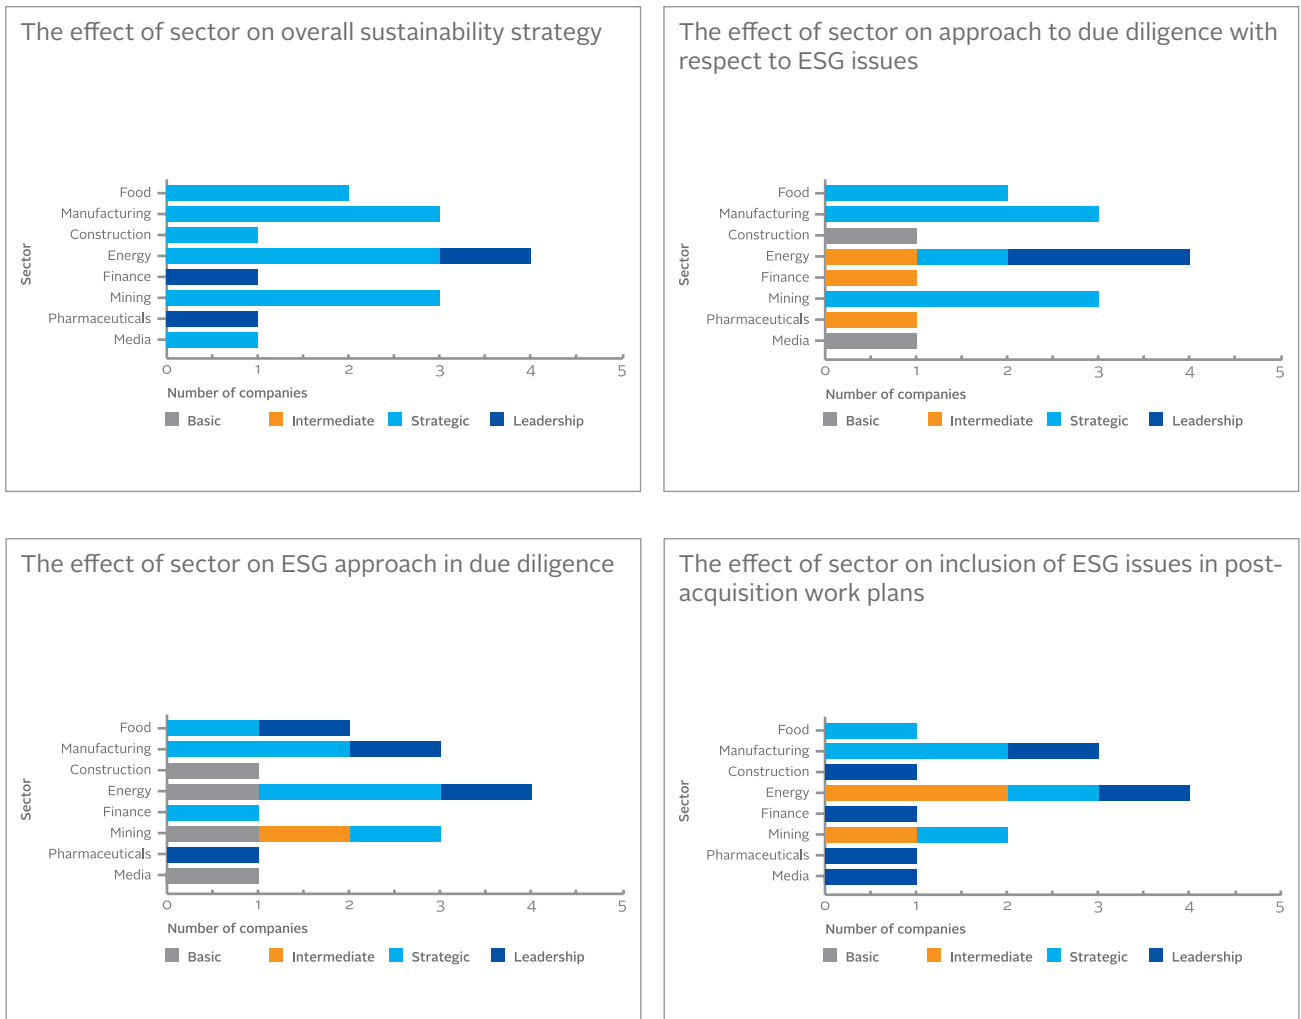 The effect of sector on overall sustainability strategy
Sector
Food
Manufacturing
Construction
Energy
Finance
Mining
Pharmaceuticals
Media
0 1 2 3 4 5
Number of companies
Basic Intermediate Strategic Leadership
The effect of sector on approach to due diligence with
respect to ESG issues
Sector
Food
Manufacturing
Construction
Energy
Finance
Mining
Pharmaceuticals
Media
0 1 2 3 4 5
Number of companies
Basic Intermediate Strategic Leadership
The effect of sector on ESG approach in due diligence
Sector
Food
Manufacturing
Construction
Energy
Finance
Mining
Pharmaceuticals
Media
0 1 2 3 4 5
Number of companies
Basic Intermediate Strategic Leadership
The effect of sector on inclusion of ESG issues in post-
acquisition work plans
Sector
Food
Manufacturing
Construction
Energy
Finance
Mining
Pharmaceuticals
Media
0 1 2 3 4 5
Number of companies
Basic Intermediate Strategic Leadership